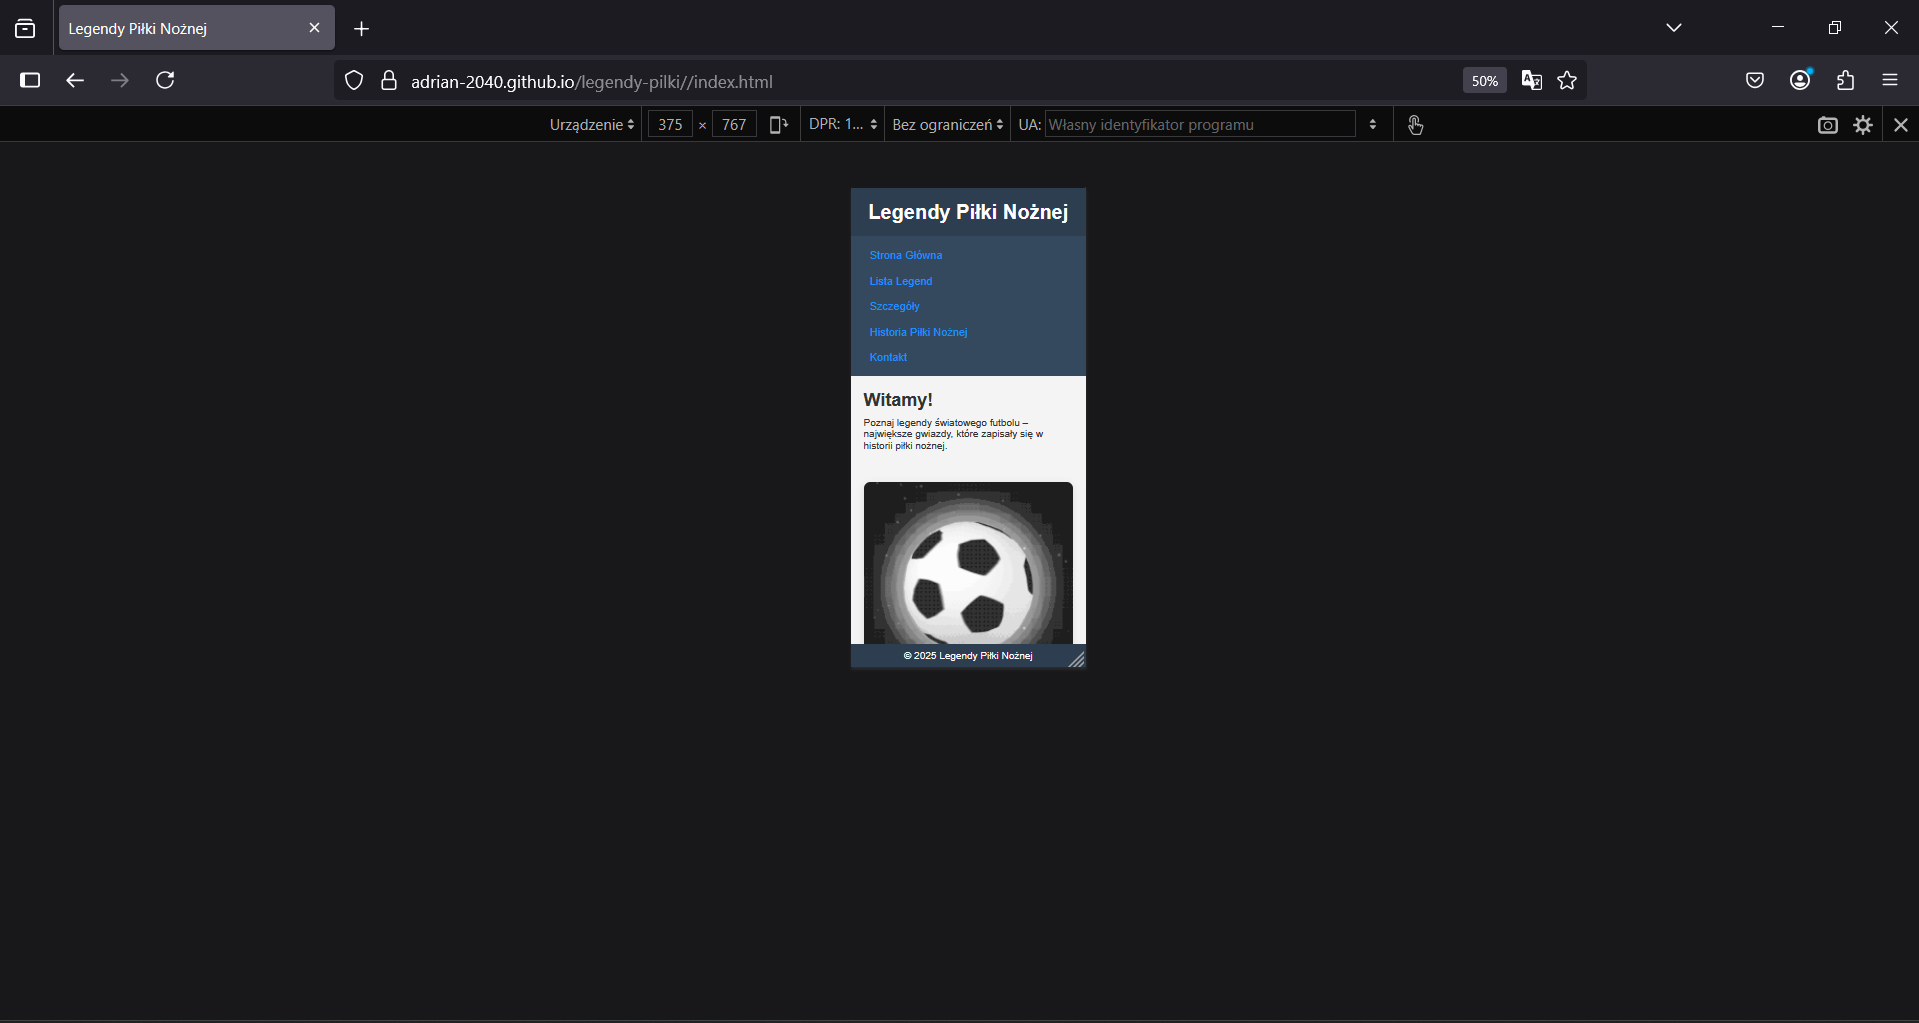 Legendy Piłki Nożnej
adrian-2040.github.io/legendy-pilki//index.html
50%
Urządzenie
375 × 767
DPR: 1...
Bez ograniczeń
UA: Własny identyfikator programu
Legendy Piłki Nożnej
Strona Główna
Lista Legend
Szczegóły
Historia Piłki Nożnej
Kontakt
Witamy!
Poznaj legendy światowego futbolu –
największe gwiazdy, które zapisały się w
historii piłki nożnej.
© 2025 Legendy Piłki Nożnej